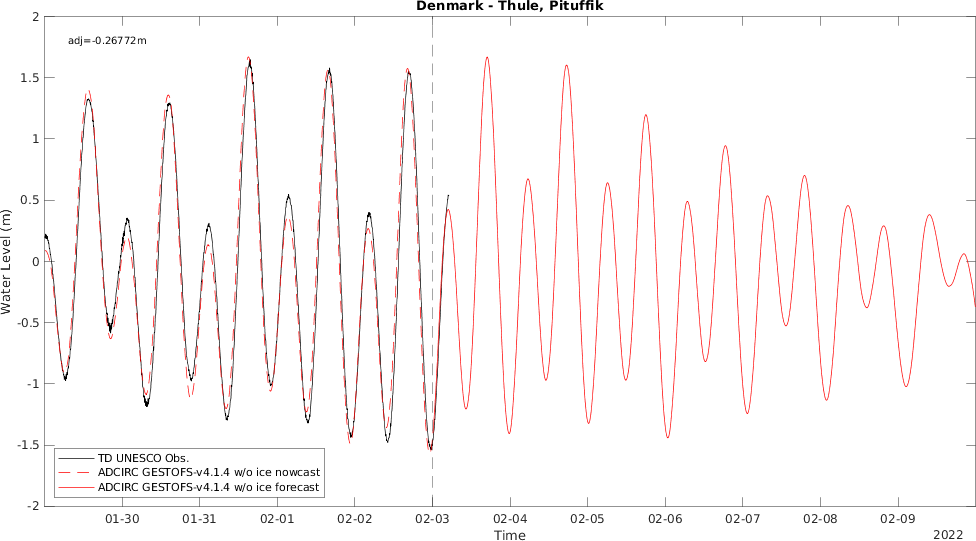 Denmark - Thule, Pituffik
adj=-0.26772m
Water Level (m)
2
1.5
1
0.5
0
-0.5
-1
-1.5
-2
TD UNESCO Obs.
ADCIRC GESTOFS-v4.1.4 w/o ice nowcast
ADCIRC GESTOFS-v4.1.4 w/o ice forecast
01-30 01-31 02-01 02-02 02-03 02-04 02-05 02-06 02-07 02-08 02-09
Time
2022